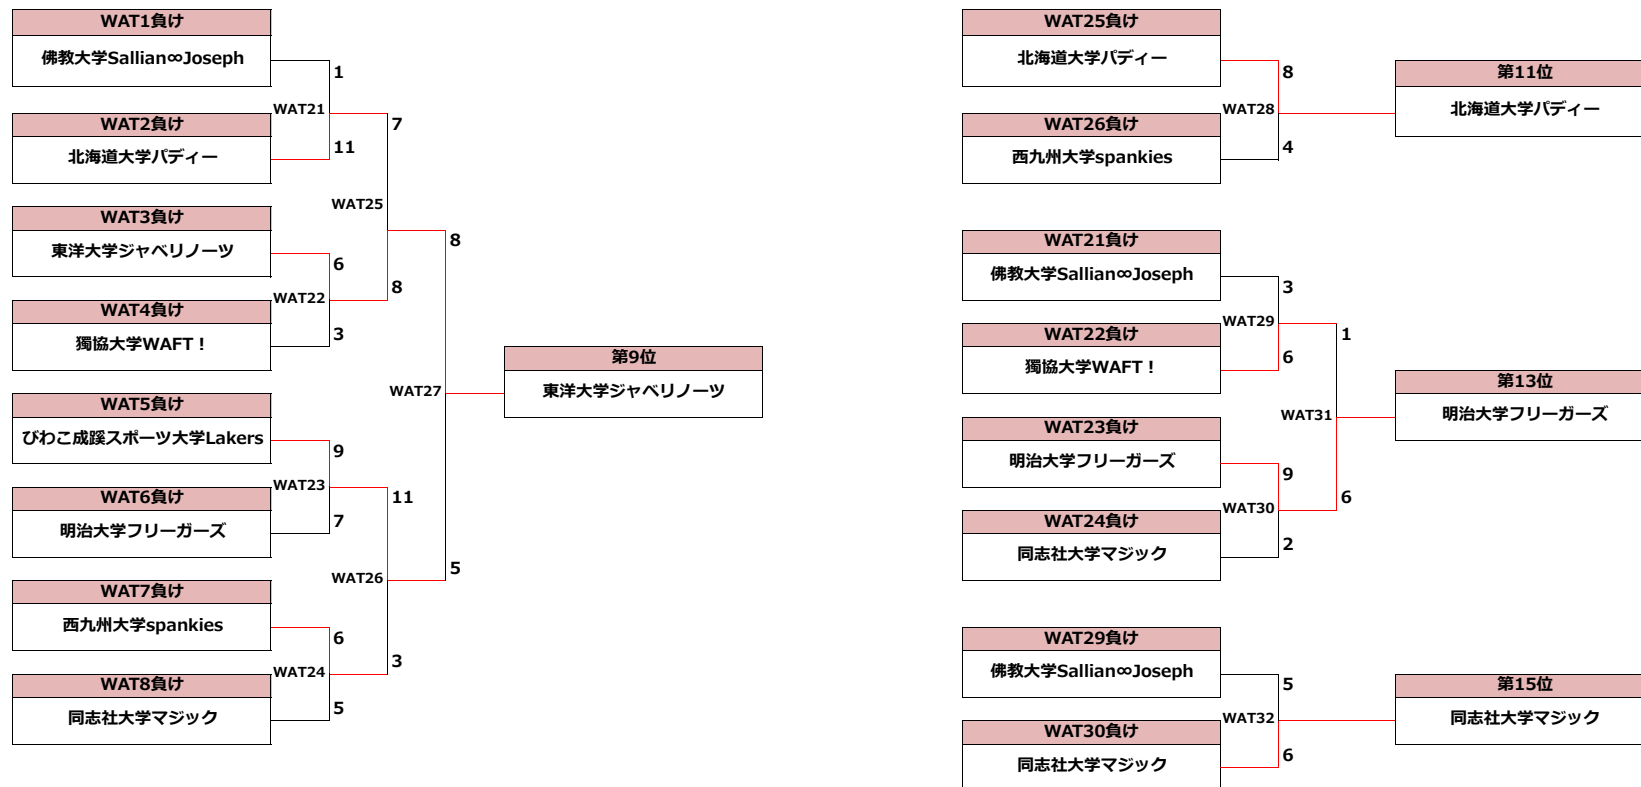 WAT1負け
佛教大学Sallian∞Joseph
1
WAT21
WAT2負け
北海道大学パディー
11
7
WAT25
WAT3負け
東洋大学ジャベリノーツ
6
WAT22
8
WAT4負け
獨協大学WAFT！
3
8
WAT27
第9位
東洋大学ジャベリノーツ
WAT5負け
びわこ成蹊スポーツ大学Lakers
9
WAT23
11
WAT6負け
明治大学フリーガーズ
7
WAT26
5
WAT7負け
西九州大学spankies
6
WAT24
3
WAT8負け
同志社大学マジック
5
WAT25負け
北海道大学パディー
8
WAT28
WAT26負け
西九州大学spankies
4
第11位
北海道大学パディー
WAT21負け
佛教大学Sallian∞Joseph
3
WAT29
1
WAT22負け
獨協大学WAFT！
6
WAT31
第13位
明治大学フリーガーズ
WAT23負け
明治大学フリーガーズ
9
WAT30
6
WAT24負け
同志社大学マジック
2
WAT29負け
佛教大学Sallian∞Joseph
5
WAT32
WAT30負け
同志社大学マジック
6
第15位
同志社大学マジック